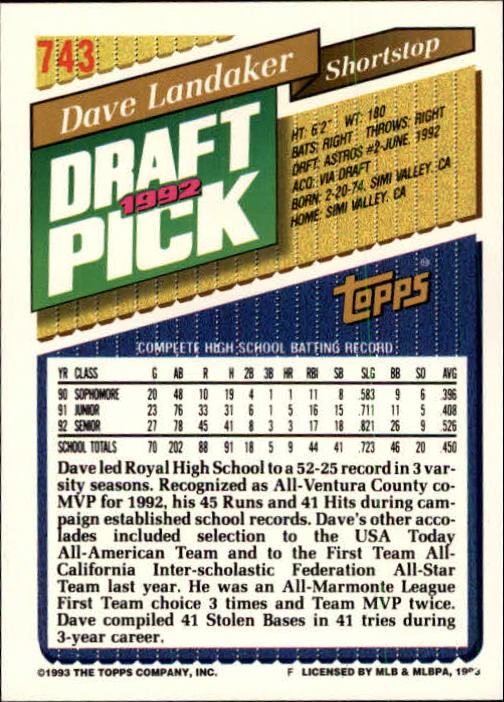 743
Dave Landaker
Shortstop
DRAFT
1992
PICK
HT: 6'2" WT: 180
BATS: RIGHT THROWS: RIGHT
DRFT: ASTROS #2-JUNE, 1992
ACQ: VIA DRAFT
BORN: 2-20-74, SIMI VALLEY, CA
HOME: SIMI VALLEY, CA
TOPPS®
COMPLETE HIGH SCHOOL BATTING RECORD
YR CLASS G AB R H 2B 3B HR RBI SB SLG BB SO AVG
90 SOPHOMORE 20 48 10 19 4 1 1 11 8 .583 9 6 .396
91 JUNIOR 23 76 33 31 6 1 5 16 15 .711 11 5 .408
92 SENIOR 27 78 45 41 8 3 3 17 18 .821 26 9 .526
SCHOOL TOTALS 70 202 88 91 18 5 9 44 41 .723 46 20 .450
Dave led Royal High School to a 52-25 record in 3 var-
sity seasons. Recognized as All-Ventura County co-
MVP for 1992, his 45 Runs and 41 Hits during cam-
paign established school records. Dave's other acco-
lades included selection to the USA Today
All-American Team and to the First Team All-
California Inter-scholastic Federation All-Star
Team last year. He was an All-Marmonte League
First Team choice 3 times and Team MVP twice.
Dave compiled 41 Stolen Bases in 41 tries during
3-year career.
©1993 THE TOPPS COMPANY, INC. F LICENSED BY MLB & MLBPA, 1993